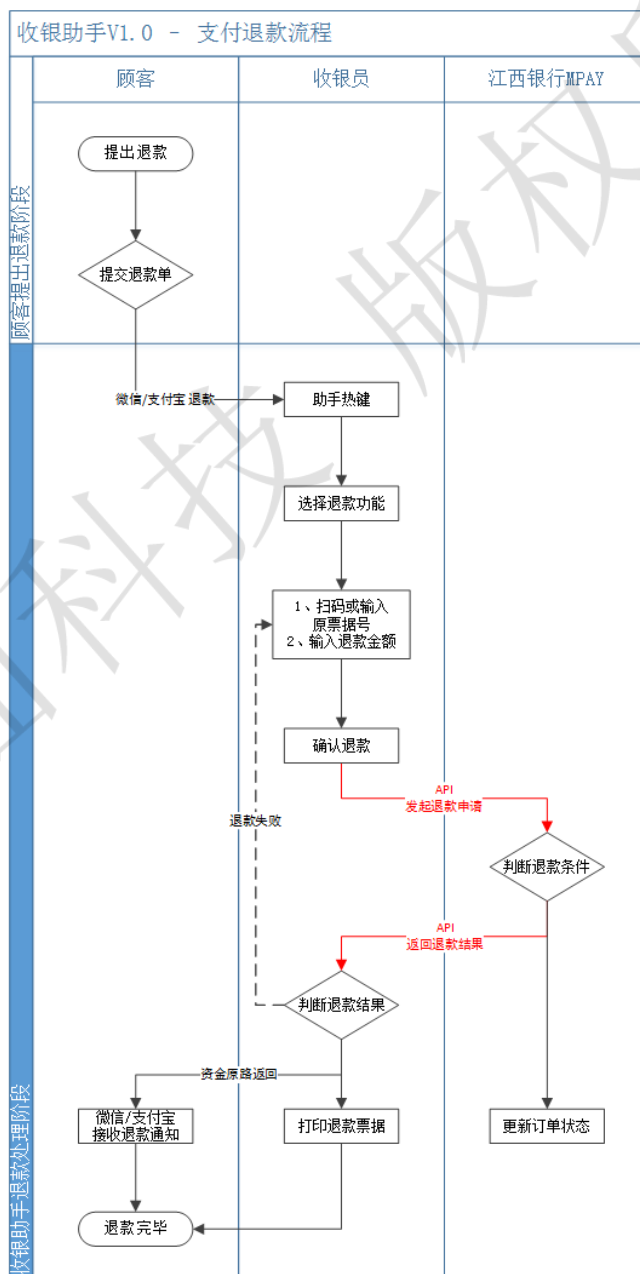 收银助手V1.0 - 支付退款流程
顾客
收银员
江西银行MPAY
顾客提出退款阶段
提出退款
提交退款单
微信/支付宝 退款
助手热键
选择退款功能
1、扫码或输入
原票据号
2、输入退款金额
确认退款
API
发起退款申请
退款失败
判断退款条件
API
返回退款结果
判断退款结果
资金原路返回
收银助手退款处理阶段
微信/支付宝
接收退款通知
打印退款票据
更新订单状态
退款完毕
科技 版权